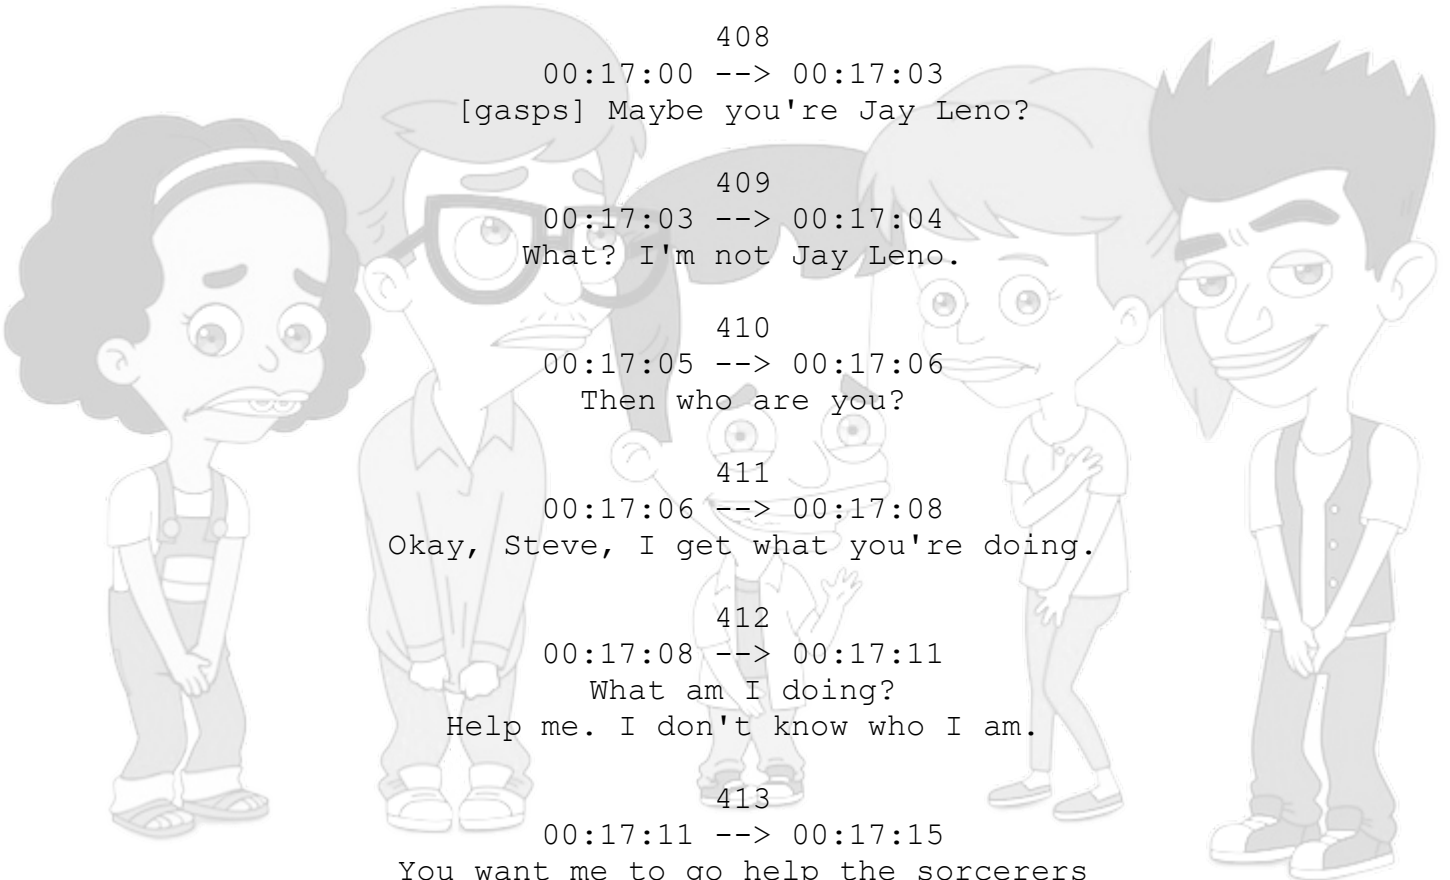 408
00:17:00 --> 00:17:03
[gasps] Maybe you're Jay Leno?
409
00:17:03 --> 00:17:04
What? I'm not Jay Leno.
410
00:17:05 --> 00:17:06
Then who are you?
411
00:17:06 --> 00:17:08
Okay, Steve, I get what you're doing.
412
00:17:08 --> 00:17:11
What am I doing?
Help me. I don't know who I am.
413
00:17:11 --> 00:17:15
You want me to go help the sorcerers